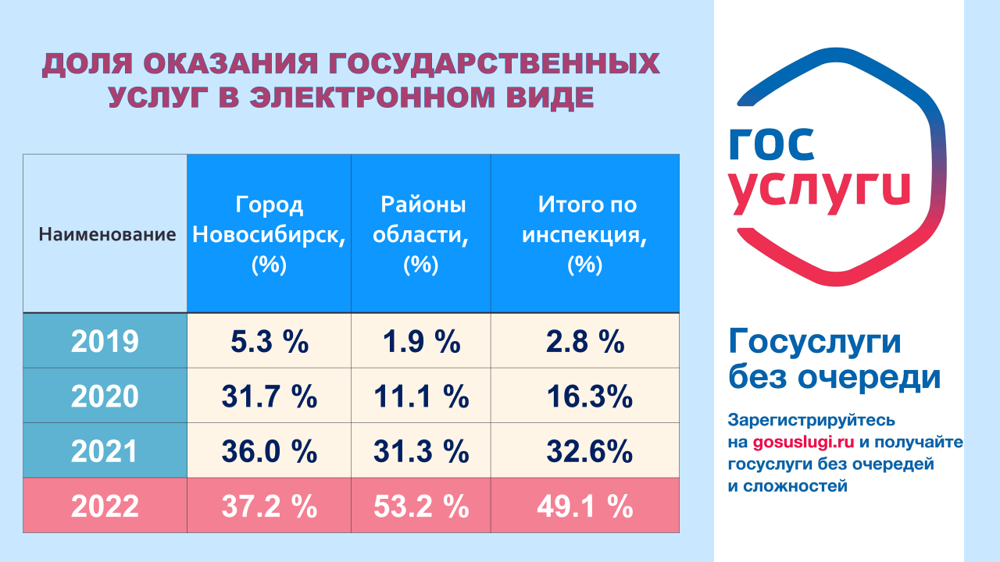 ДОЛЯ ОКАЗАНИЯ ГОСУДАРСТВЕННЫХ
УСЛУГ В ЭЛЕКТРОННОМ ВИДЕ
Наименование
Город
Новосибирск,
(%)
Районы
области,
(%)
Итого по
инспекция,
(%)
2019 5.3 % 1.9 % 2.8 %
2020 31.7 % 11.1 % 16.3%
2021 36.0 % 31.3 % 32.6%
2022 37.2 % 53.2 % 49.1 %
гос
услуги
Госуслуги
без очереди
Зарегистрируйтесь
на gosuslugi.ru и получайте
госуслуги без очередей
и сложностей